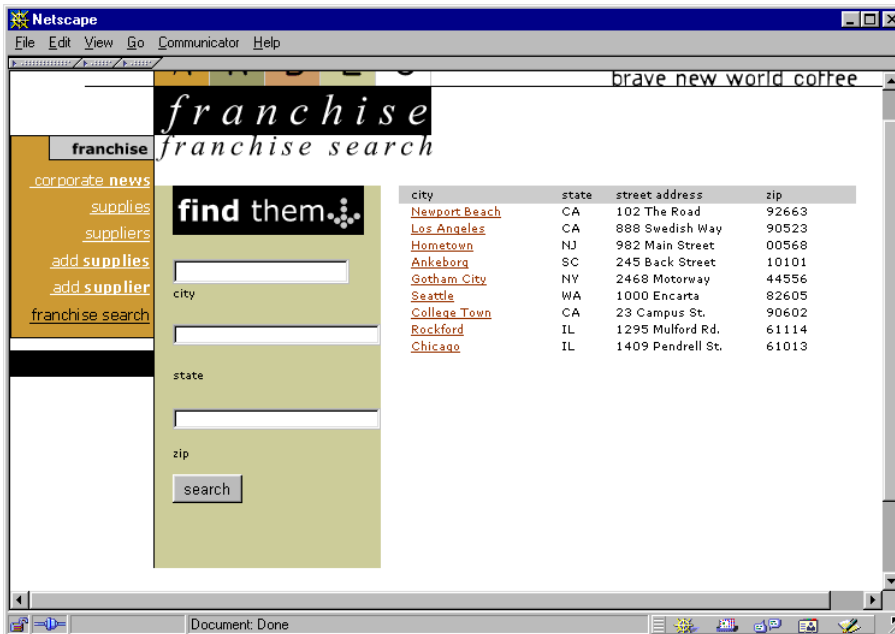 Netscape
File Edit View Go Communicator Help
A N D E S
brave new world coffee
franchise
franchise search
franchise
corporate news
supplies
suppliers
add supplies
add supplier
franchise search
find them
city
state
zip
search
city state street address zip
Newport Beach CA 102 The Road 92663
Los Angeles CA 888 Swedish Way 90523
Hometown NJ 982 Main Street 00568
Ankeborg SC 245 Back Street 10101
Gotham City NY 2468 Motorway 44556
Seattle WA 1000 Encarta 82605
College Town CA 23 Campus St. 90602
Rockford IL 1295 Mulford Rd. 61114
Chicago IL 1409 Pendrell St. 61013
Document: Done